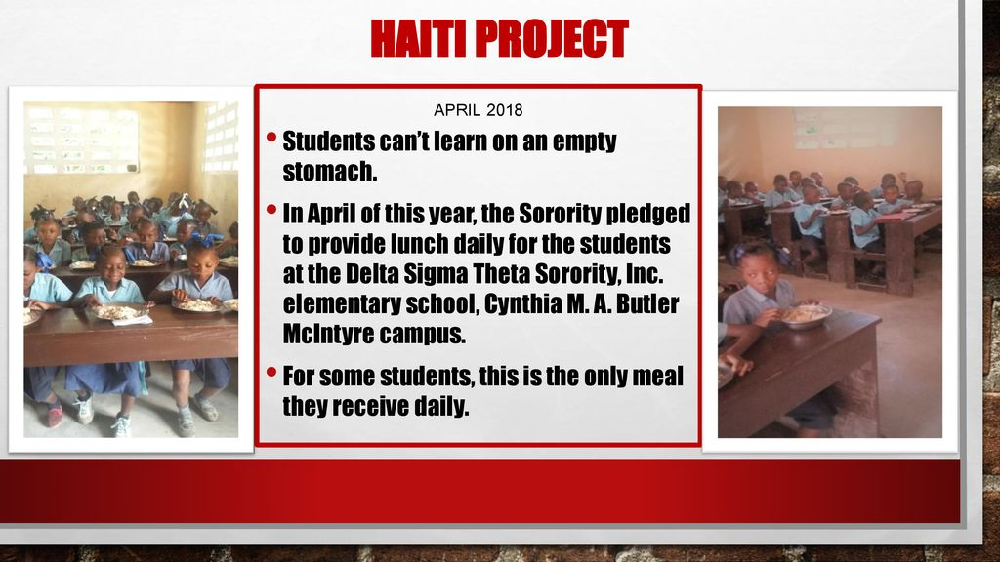 HAITI PROJECT
APRIL 2018
• Students can’t learn on an empty
stomach.
• In April of this year, the Sorority pledged
to provide lunch daily for the students
at the Delta Sigma Theta Sorority, Inc.
elementary school, Cynthia M. A. Butler
McIntyre campus.
• For some students, this is the only meal
they receive daily.